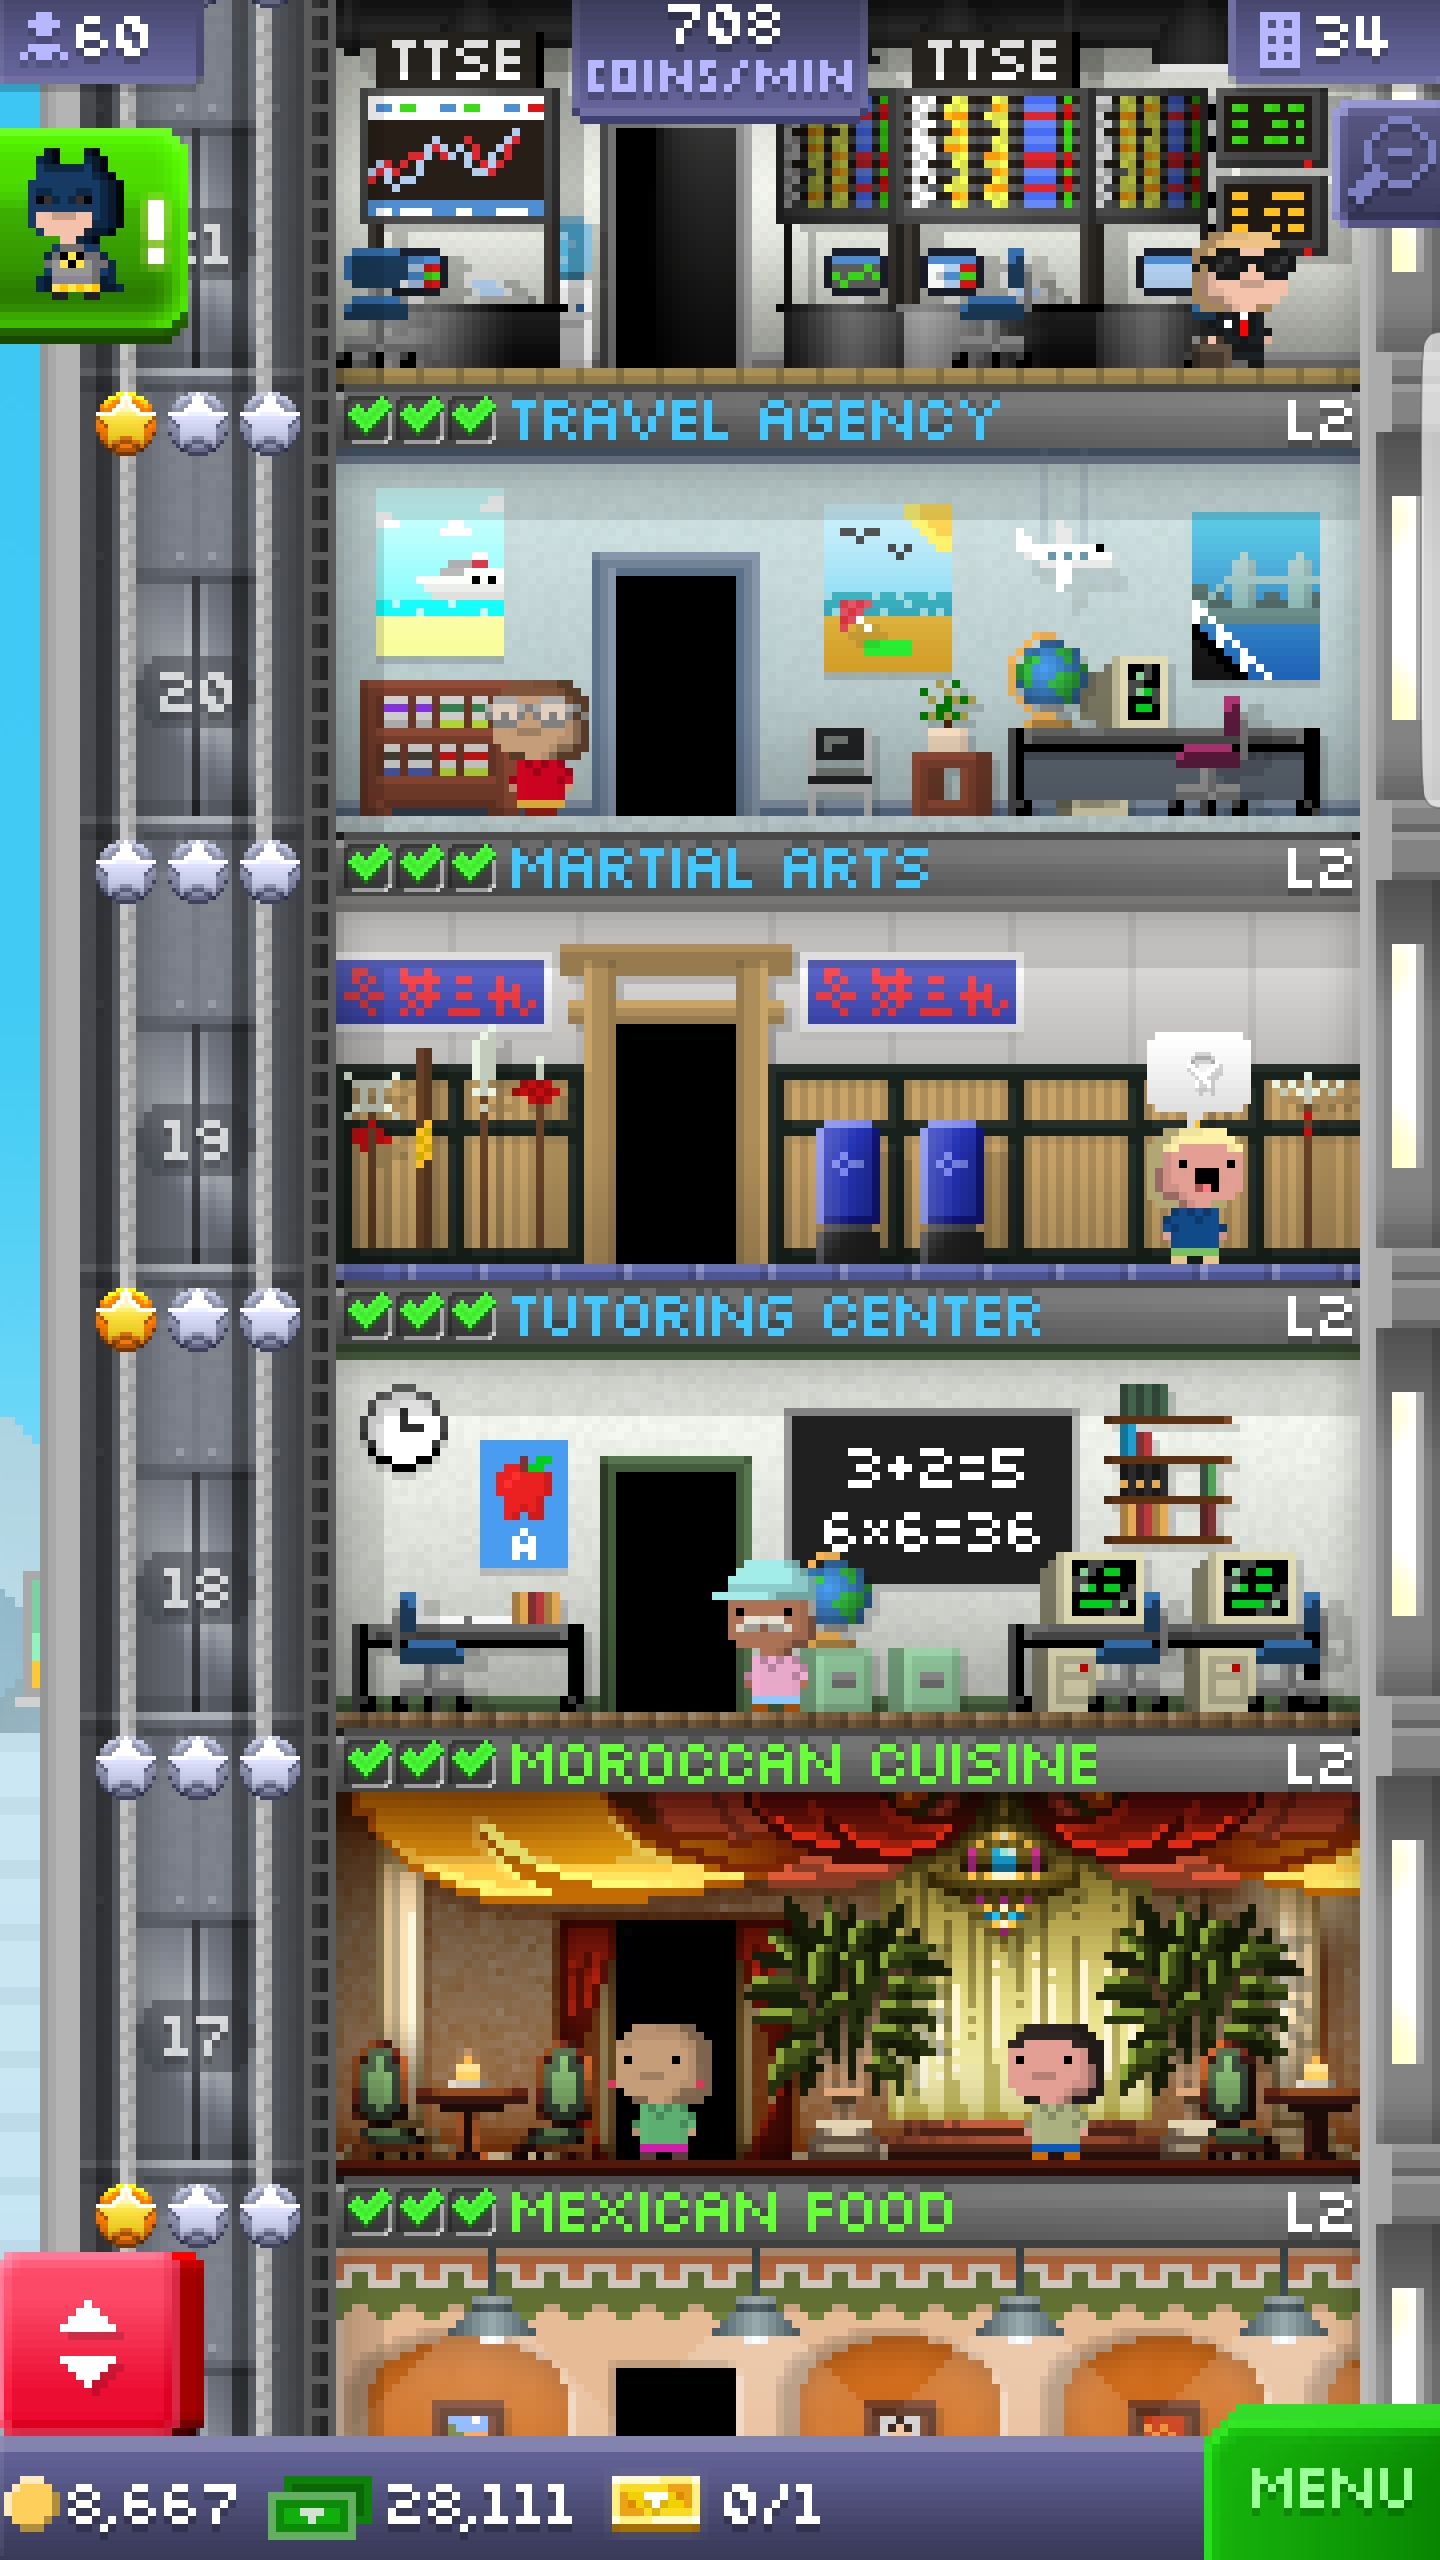 60
708
COINS/MIN
34
TTSE
TTSE
!
21
TRAVEL AGENCY
L2
20
MARTIAL ARTS
L2
19
TUTORING CENTER
L2
3+2=5
6×6=36
A
18
MOROCCAN CUISINE
L2
17
MEXICAN FOOD
L2
8,667
28,111
0/1
MENU